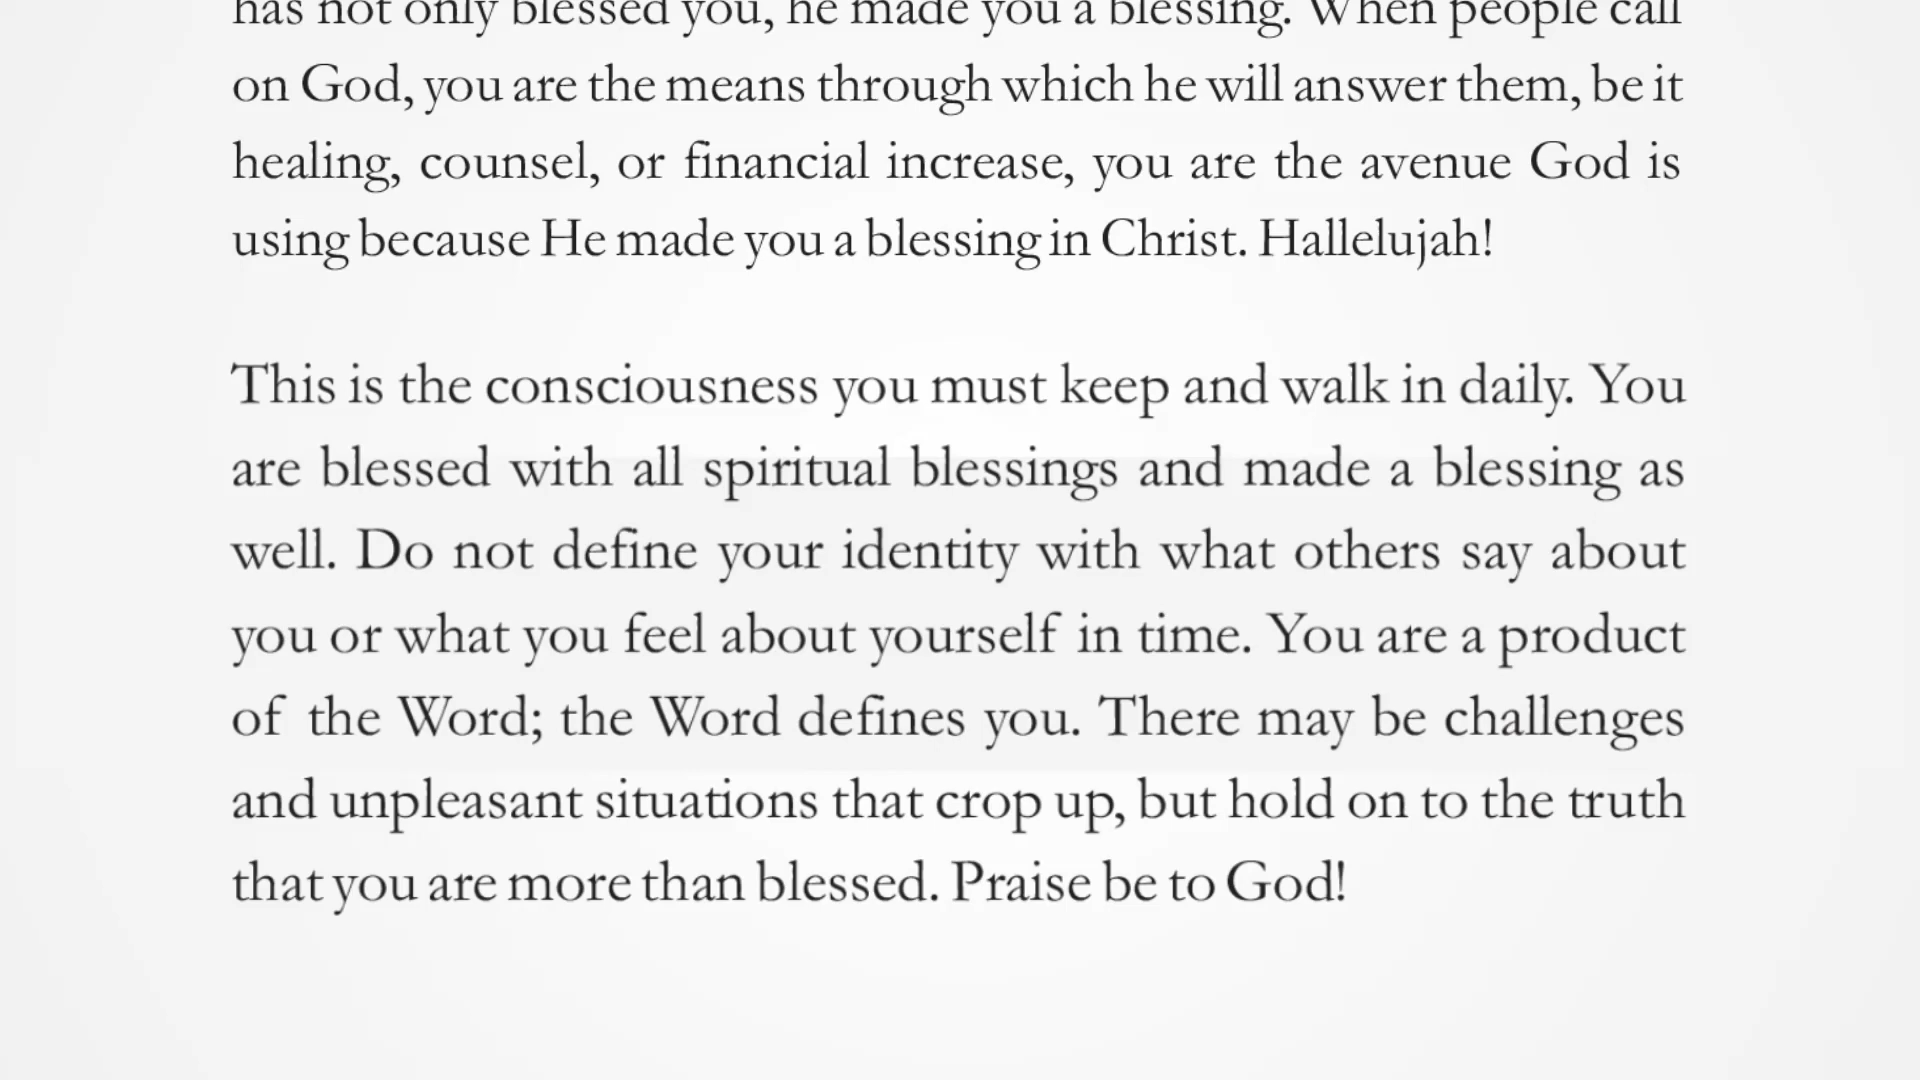 has not only blessed you, he made you a blessing. When people call
on God, you are the means through which he will answer them, be it
healing, counsel, or financial increase, you are the avenue God is
using because He made you a blessing in Christ. Hallelujah!
This is the consciousness you must keep and walk in daily. You
are blessed with all spiritual blessings and made a blessing as
well. Do not define your identity with what others say about
you or what you feel about yourself in time. You are a product
of the Word; the Word defines you. There may be challenges
and unpleasant situations that crop up, but hold on to the truth
that you are more than blessed. Praise be to God!